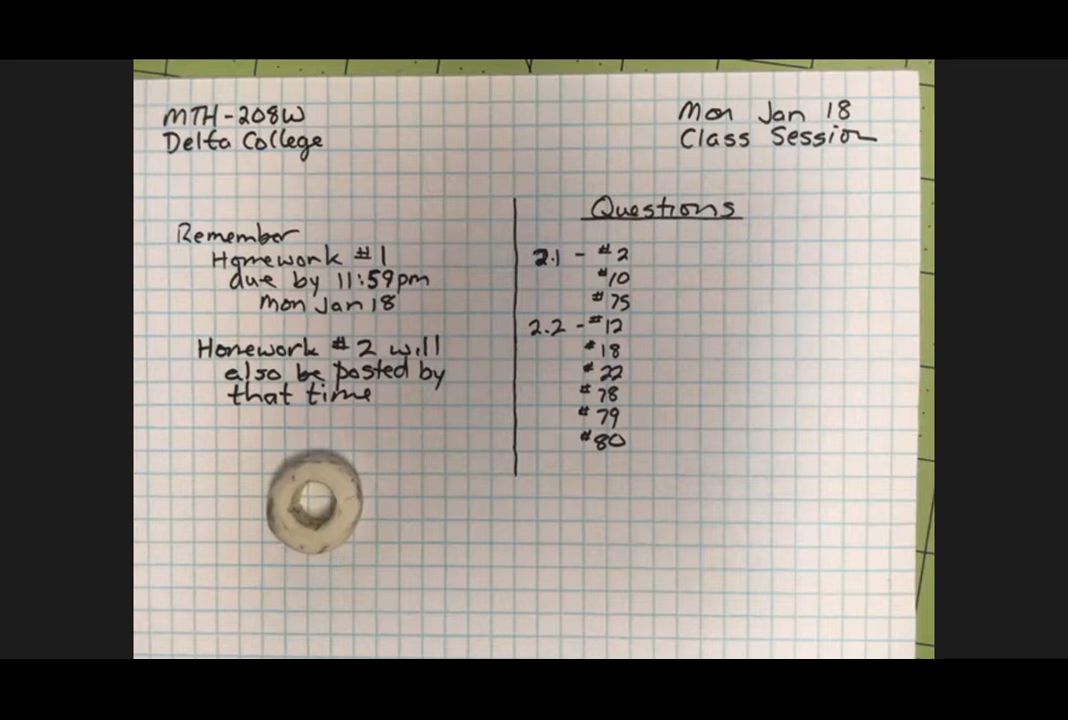 MTH-208W
Delta College
Mon Jan 18
Class Session
Remember
Homework #1
due by 11:59pm
Mon Jan 18
Homework #2 will
also be posted by
that time
Questions
2.1 - #2
#10
#75
2.2 - #12
#18
#22
#78
#79
#80